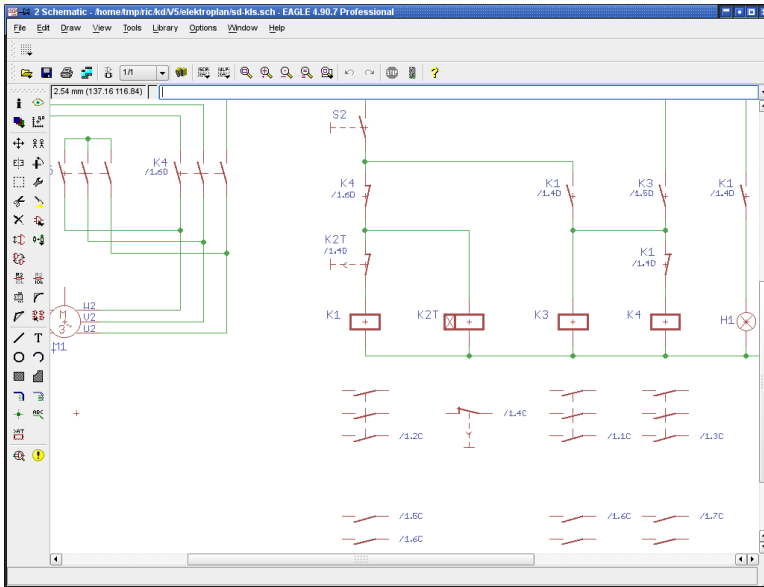 2 Schematic - /home/tmp/ric/kd/V5/elektroplan/sd-kls.sch - EAGLE 4.90.7 Professional
File Edit Draw View Tools Library Options Window Help
1/1
2.54 mm (137.16 116.84)
S2
K4
/1.6D
K4
/1.6D
K1
/1.4D
K3
/1.5D
K1
/1.4D
K2T
/1.4D
K1
/1.4D
K1
K2T
K3
K4
H1
W2
V2
U2
M
3~
M1
/1.2C
/1.4C
/1.1C
/1.3C
/1.5C
/1.6C
/1.7C
/1.6C